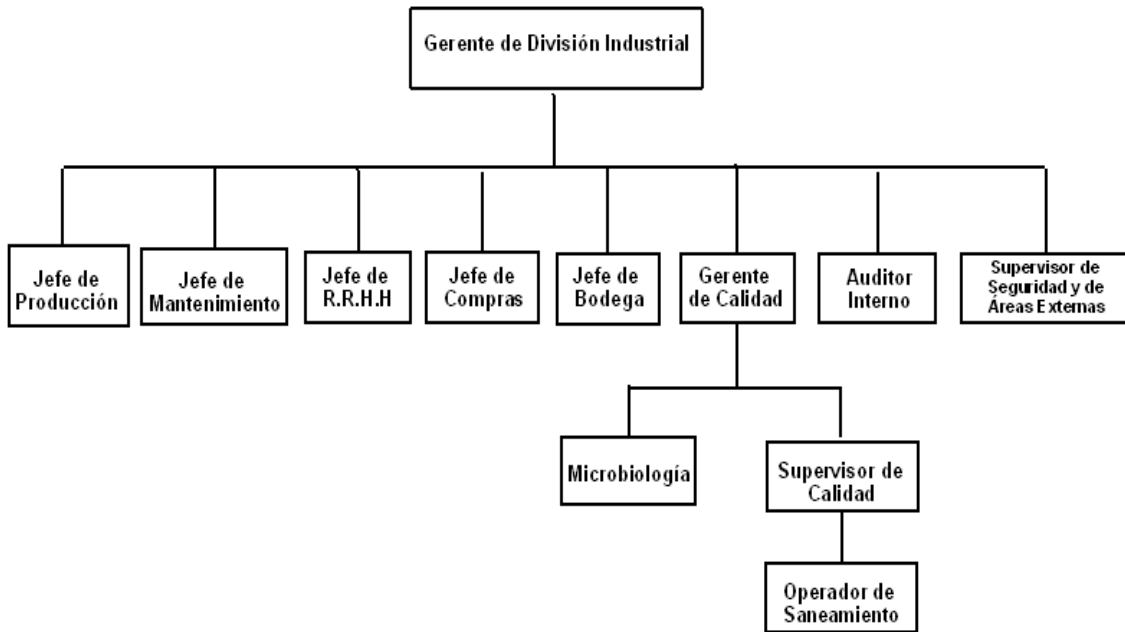 Gerente de División Industrial
Jefe de
Producción
Jefe de
Mantenimiento
Jefe de
R.R.H.H
Jefe de
Compras
Jefe de
Bodega
Gerente
de Calidad
Auditor
Interno
Supervisor de
Seguridad y de
Áreas Externas
Microbiología
Supervisor de
Calidad
Operador de
Saneamiento